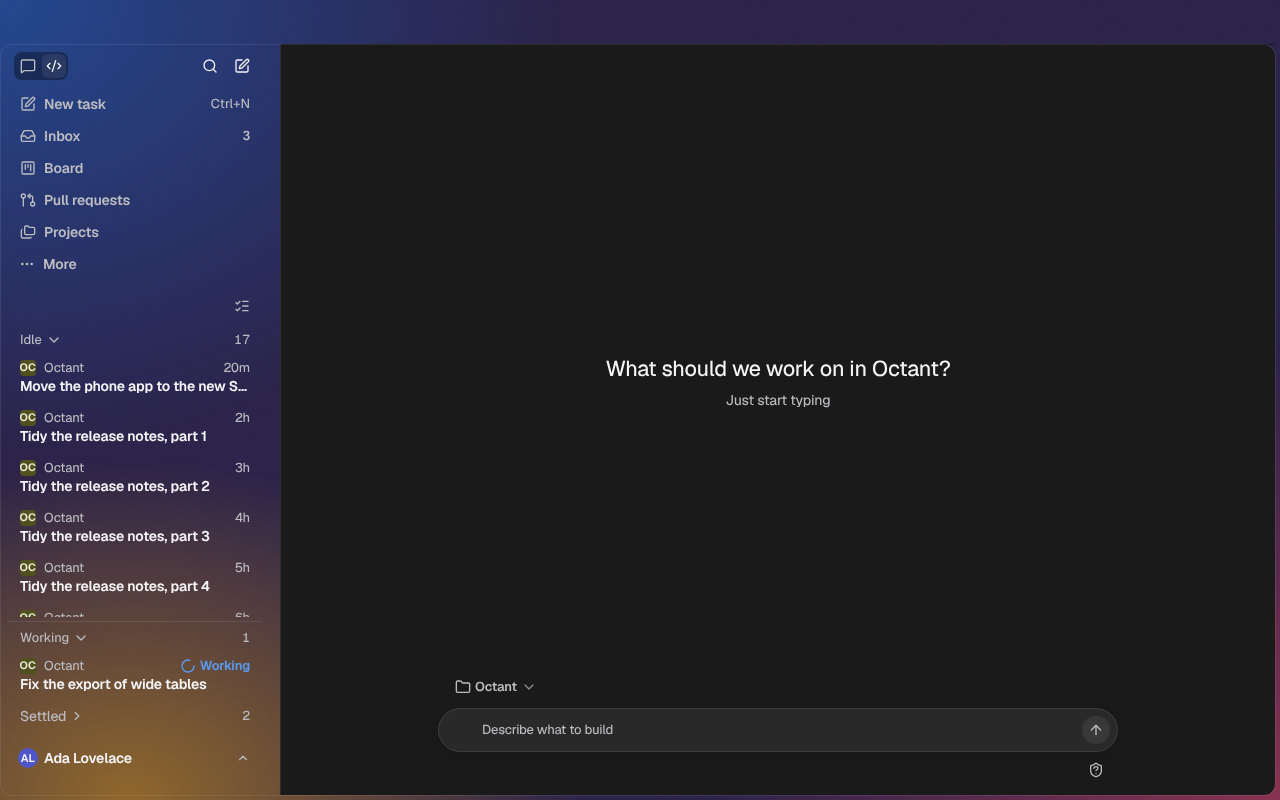 New task Ctrl+N
Inbox 3
Board
Pull requests
Projects
More
Idle 17
OC Octant 20m
Move the phone app to the new S...
OC Octant 2h
Tidy the release notes, part 1
OC Octant 3h
Tidy the release notes, part 2
OC Octant 4h
Tidy the release notes, part 3
OC Octant 5h
Tidy the release notes, part 4
OC Octant 6h
Working 1
OC Octant Working
Fix the export of wide tables
Settled 2
AL Ada Lovelace
What should we work on in Octant?
Just start typing
Octant
Describe what to build